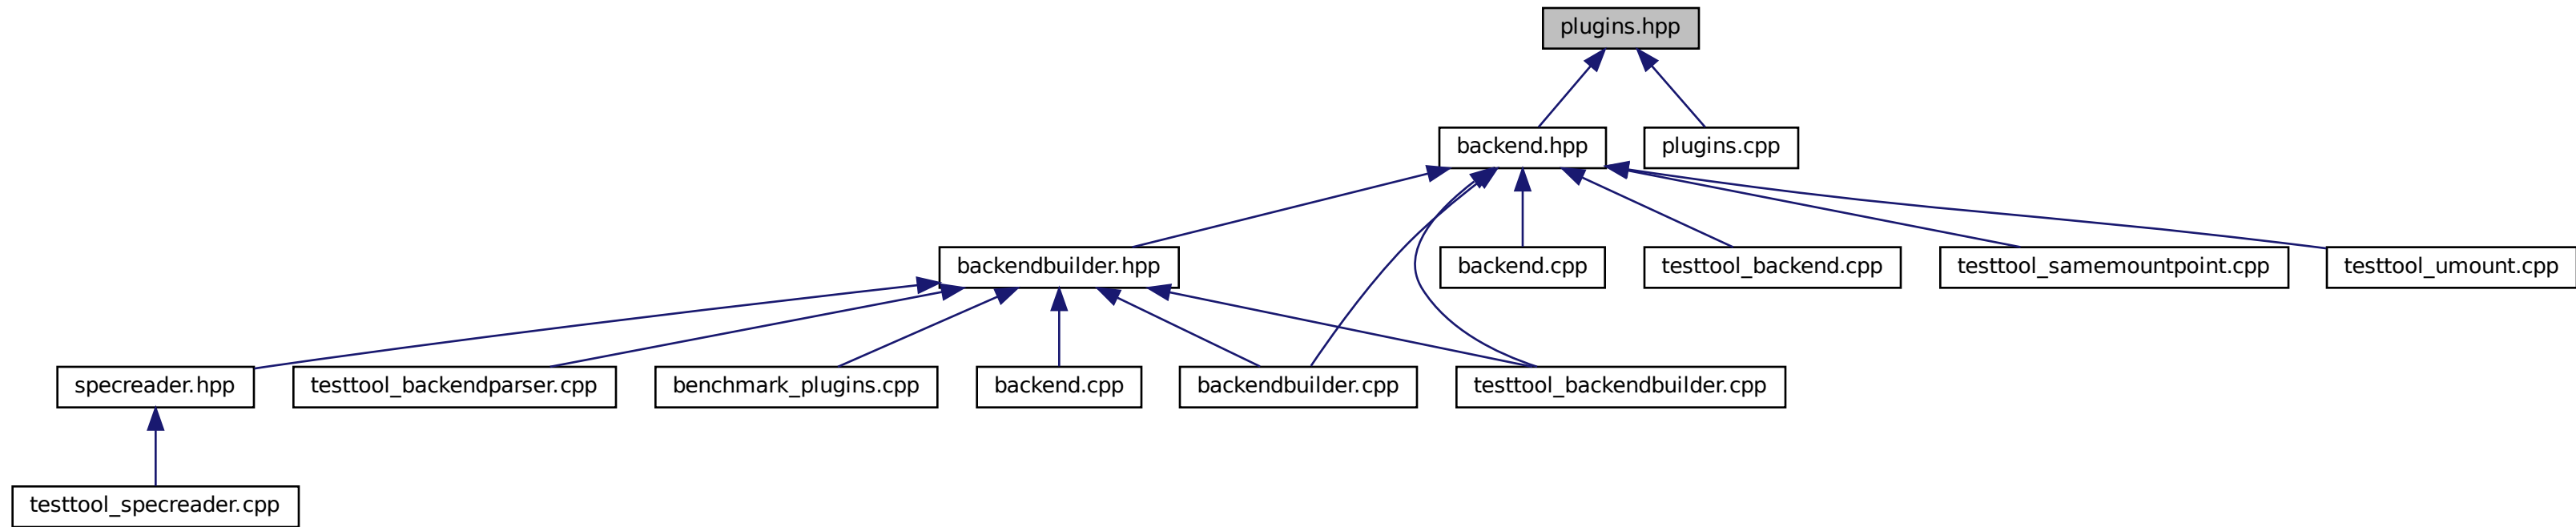 plugins.hpp
backend.hpp
plugins.cpp
backendbuilder.hpp
backend.cpp
testtool_backend.cpp
testtool_samemountpoint.cpp
testtool_umount.cpp
specreader.hpp
testtool_backendparser.cpp
benchmark_plugins.cpp
backend.cpp
backendbuilder.cpp
testtool_backendbuilder.cpp
testtool_specreader.cpp